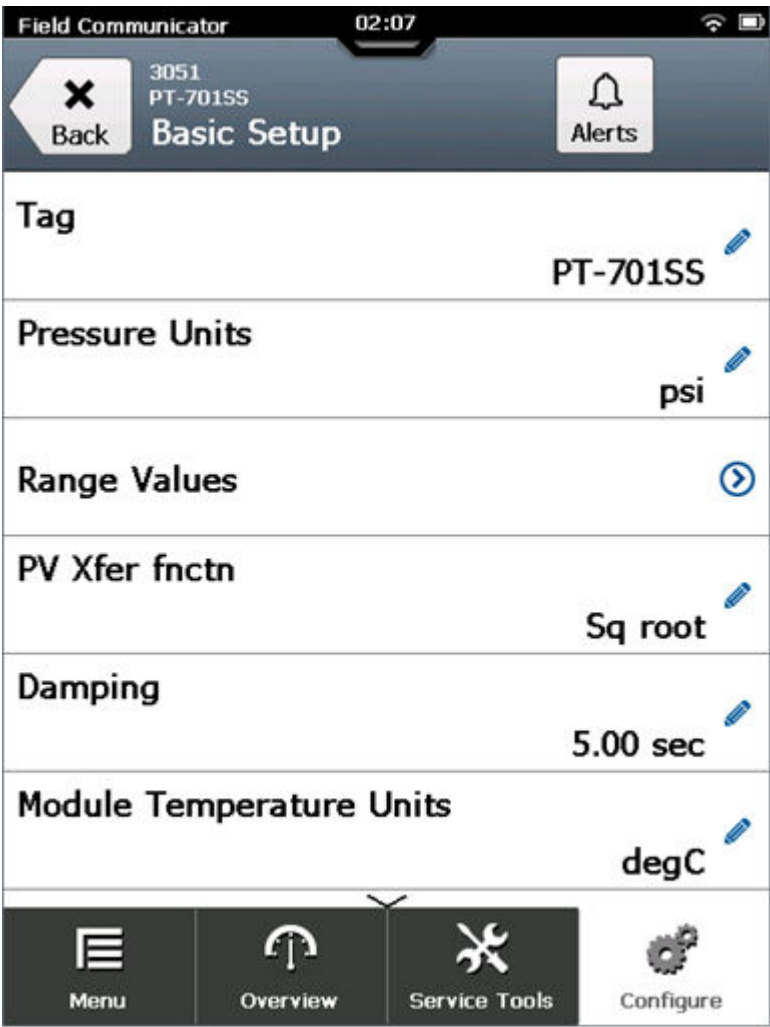 Field Communicator 02:07
3051
PT-701SS
Basic Setup
Back
Alerts
Tag
PT-701SS
Pressure Units
psi
Range Values
PV Xfer fnctn
Sq root
Damping
5.00 sec
Module Temperature Units
degC
Menu Overview Service Tools Configure